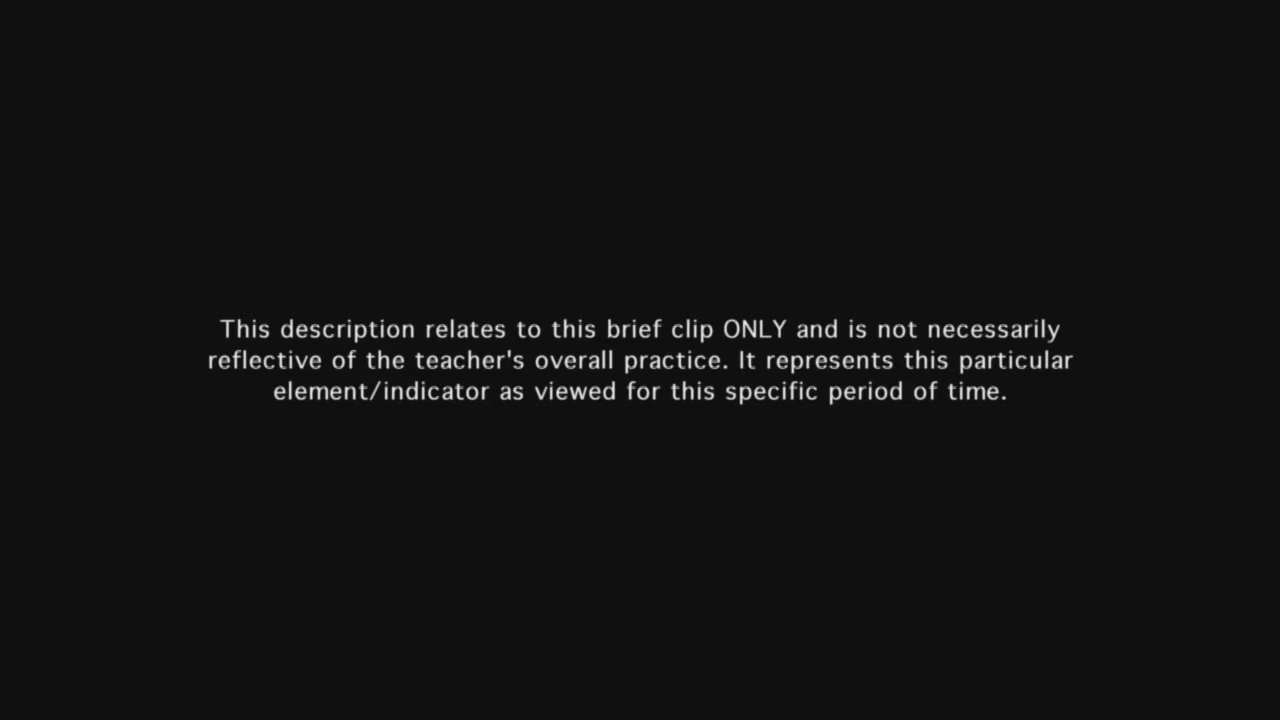 This description relates to this brief clip ONLY and is not necessarily
reflective of the teacher's overall practice. It represents this particular
element/indicator as viewed for this specific period of time.